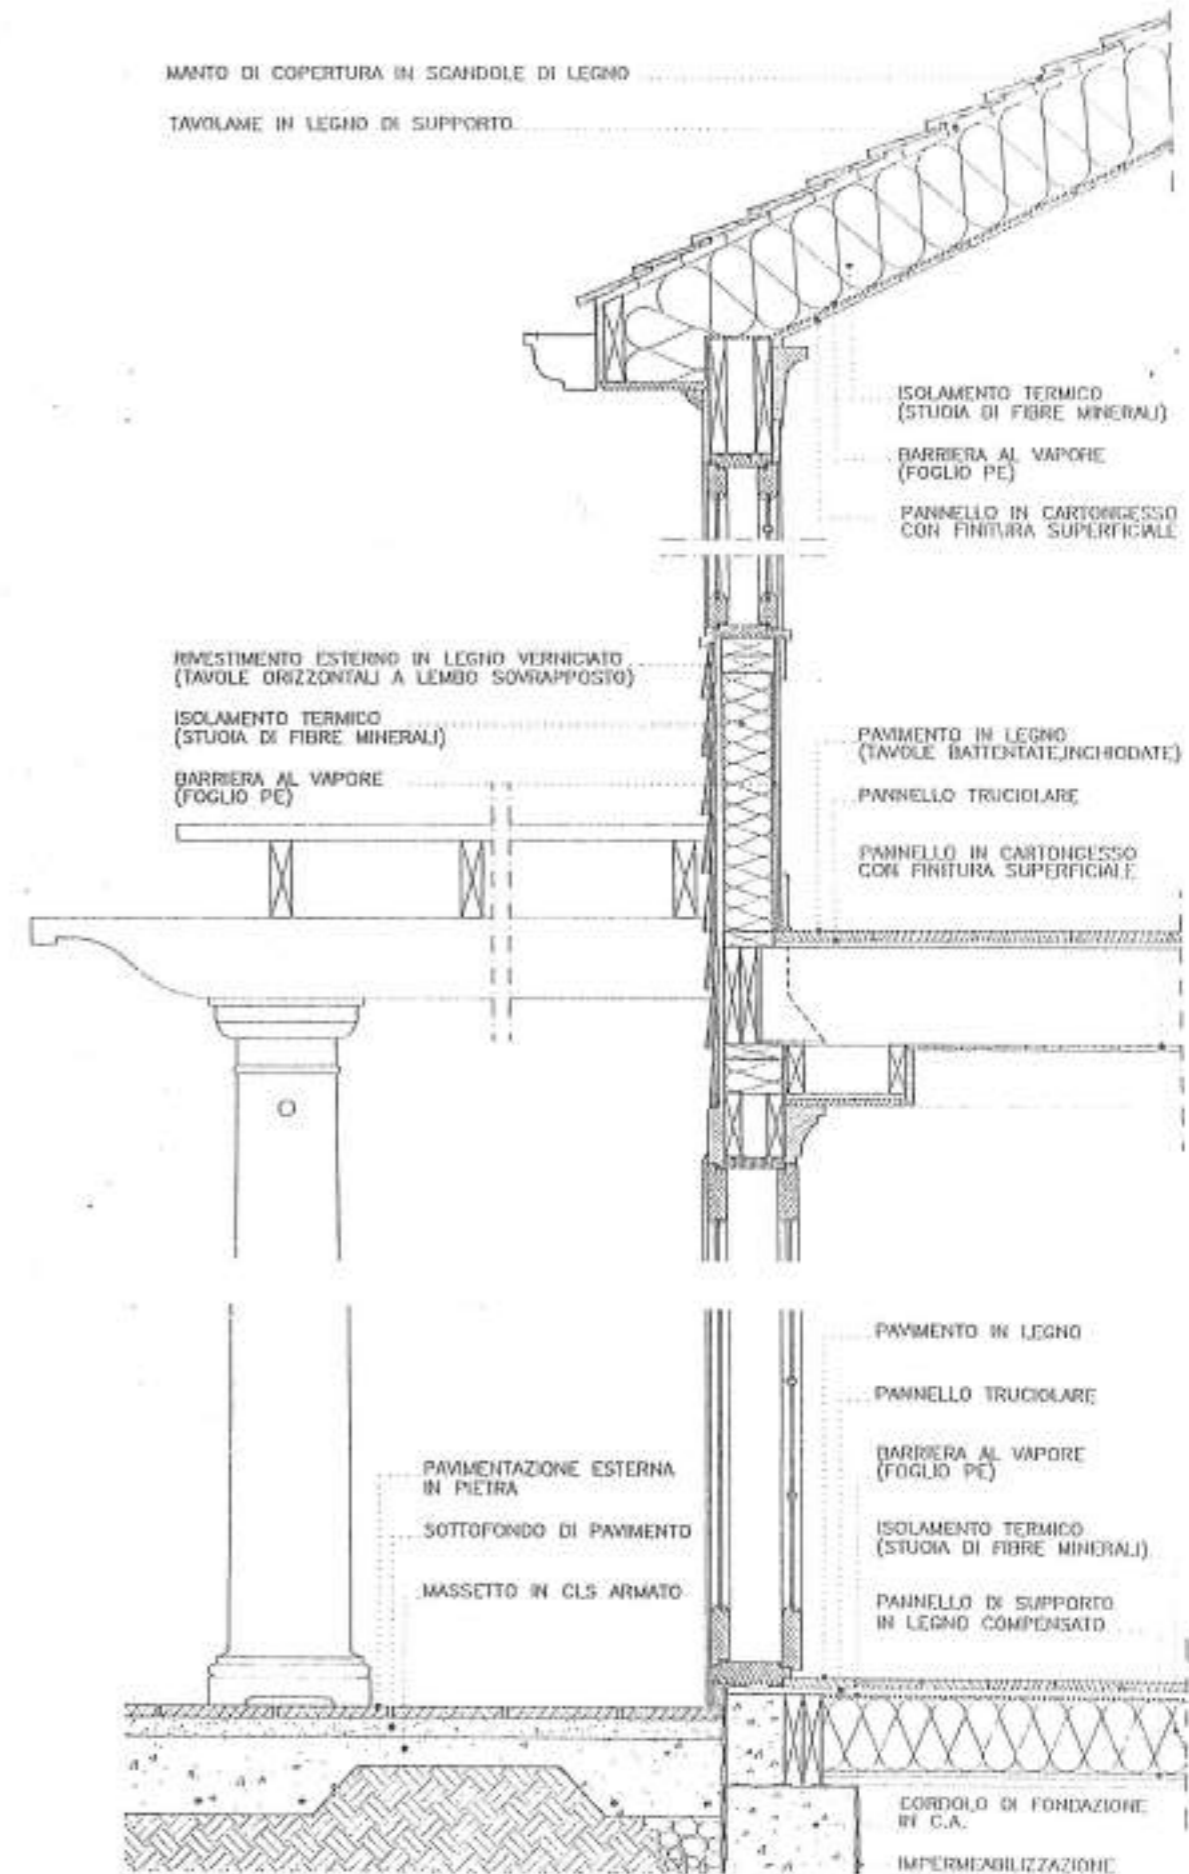 MANTO DI COPERTURA IN SCANDOLE DI LEGNO
TAVOLAME IN LEGNO DI SUPPORTO
ISOLAMENTO TERMICO
(STUOIA DI FIBRE MINERALI)
BARRIERA AL VAPORE
(FOGLIO PE)
PANNELLO IN CARTONGESSO
CON FINITURA SUPERFICIALE
RIVESTIMENTO ESTERNO IN LEGNO VERNICIATO
(TAVOLE ORIZZONTALI A LEMBO SOVRAPPOSTO)
ISOLAMENTO TERMICO
(STUOIA DI FIBRE MINERALI)
BARRIERA AL VAPORE
(FOGLIO PE)
PAVIMENTO IN LEGNO
(TAVOLE BATTENTATE,INCHIODATE)
PANNELLO TRUCIOLARE
PANNELLO IN CARTONGESSO
CON FINITURA SUPERFICIALE
PAVIMENTO IN LEGNO
PANNELLO TRUCIOLARE
BARRIERA AL VAPORE
(FOGLIO PE)
ISOLAMENTO TERMICO
(STUOIA DI FIBRE MINERALI)
PANNELLO DI SUPPORTO
IN LEGNO COMPENSATO
PAVIMENTAZIONE ESTERNA
IN PIETRA
SOTTOFONDO DI PAVIMENTO
MASSETTO IN CLS ARMATO
CORDOLO DI FONDAZIONE
IN C.A.
IMPERMEABILIZZAZIONE